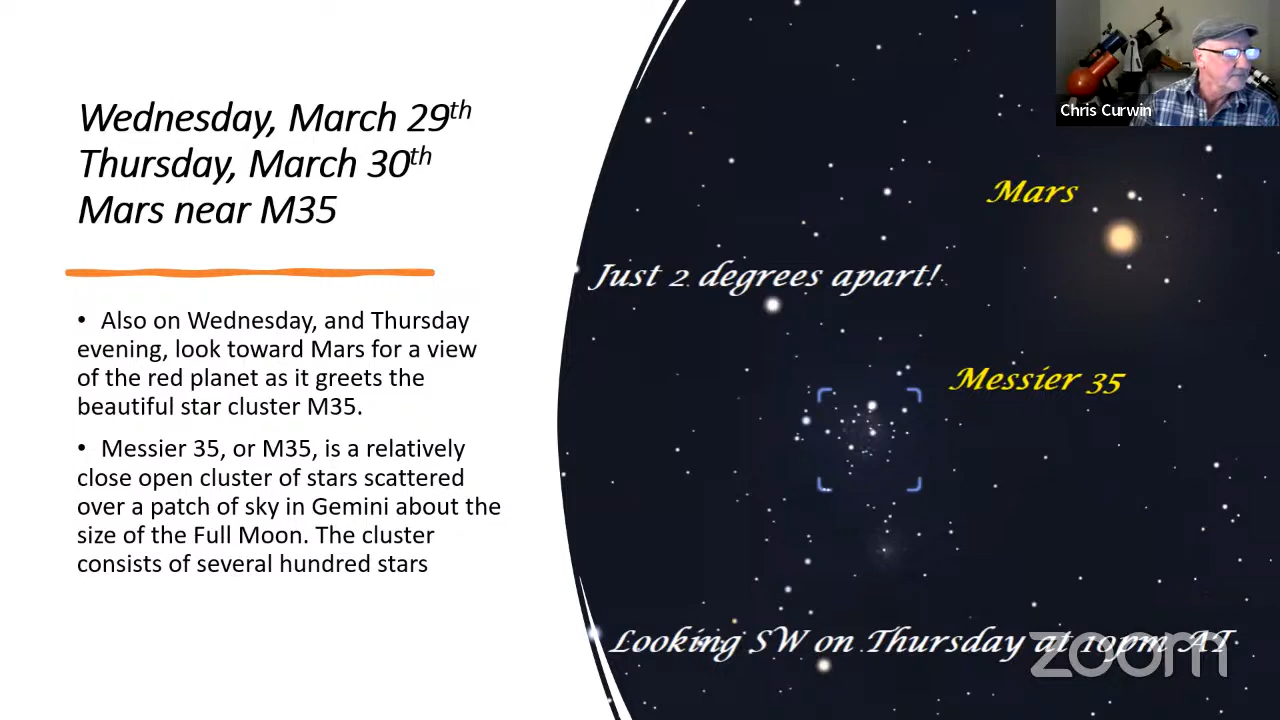 Wednesday, March 29th
Thursday, March 30th
Mars near M35
• Also on Wednesday, and Thursday
evening, look toward Mars for a view
of the red planet as it greets the
beautiful star cluster M35.
• Messier 35, or M35, is a relatively
close open cluster of stars scattered
over a patch of sky in Gemini about the
size of the Full Moon. The cluster
consists of several hundred stars
Chris Curwin
Mars
Just 2 degrees apart!
Messier 35
Looking SW on Thursday at 10pm AT
zoom